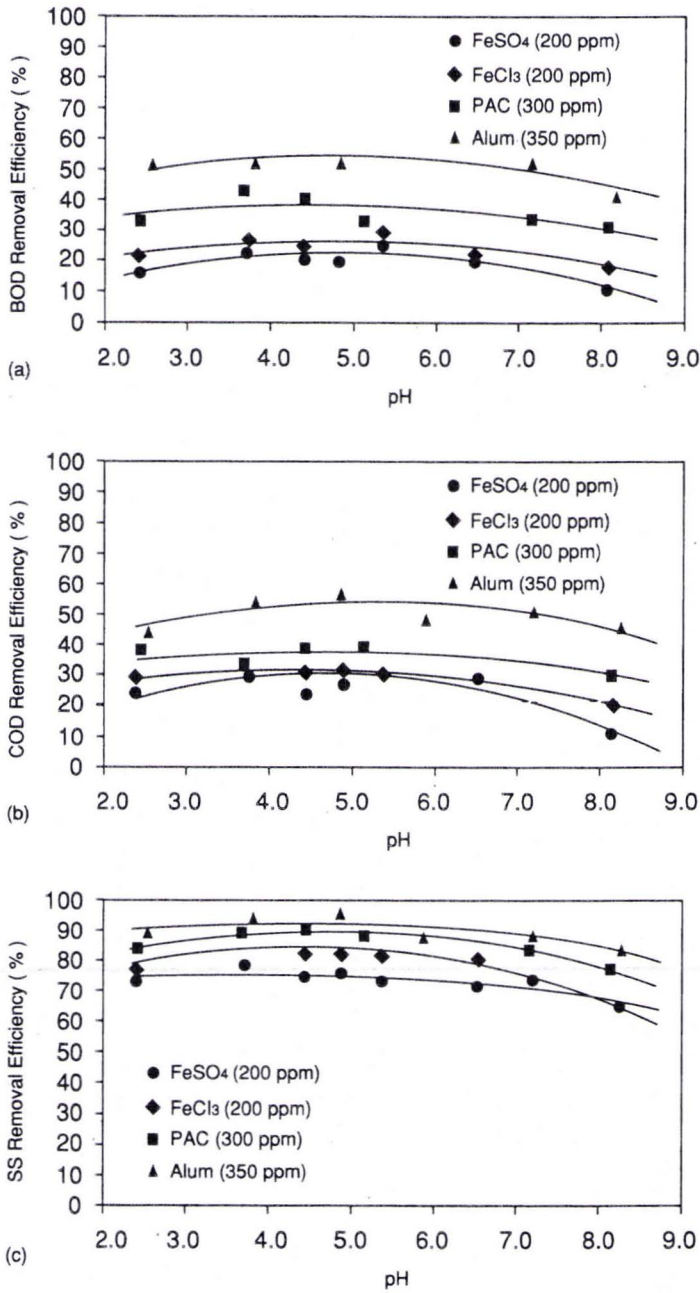 100
90
80
70
60
50
40
30
20
10
0
BOD Removal Efficiency ( % )
FeSO4 (200 ppm)
FeCl3 (200 ppm)
PAC (300 ppm)
Alum (350 ppm)
2.0 3.0 4.0 5.0 6.0 7.0 8.0 9.0
(a)
pH
100
90
80
70
60
50
40
30
20
10
0
COD Removal Efficiency ( % )
FeSO4 (200 ppm)
FeCl3 (200 ppm)
PAC (300 ppm)
Alum (350 ppm)
2.0 3.0 4.0 5.0 6.0 7.0 8.0 9.0
(b)
pH
100
90
80
70
60
50
40
30
20
10
0
SS Removal Efficiency ( % )
FeSO4 (200 ppm)
FeCl3 (200 ppm)
PAC (300 ppm)
Alum (350 ppm)
2.0 3.0 4.0 5.0 6.0 7.0 8.0 9.0
(c)
pH